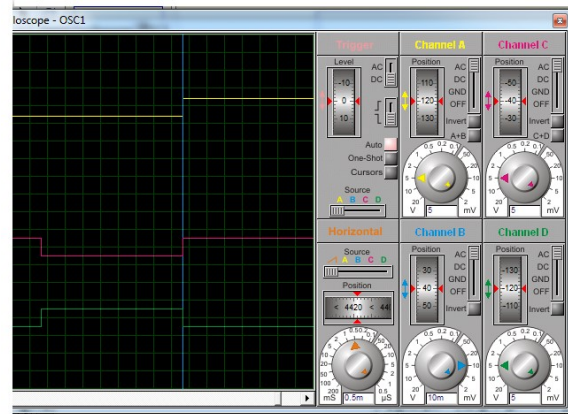 loscope - OSC1
Trigger
Level
AC
DC
-10
0
10
Auto
One-Shot
Cursors
Source
A B C D
Channel A
Position
AC
DC
GND
OFF
110
120
130
Invert
A+B
V 5 mV
Channel C
Position
AC
DC
GND
OFF
-50
-40
-30
Invert
C+D
V 5 mV
Horizontal
Source
A B C D
Position
< 4420 < 44
mS 0.5m µS
Channel B
Position
AC
DC
GND
OFF
30
40
50
Invert
V 10m mV
Channel D
Position
AC
DC
GND
OFF
-130
-120
-110
Invert
V 5 mV